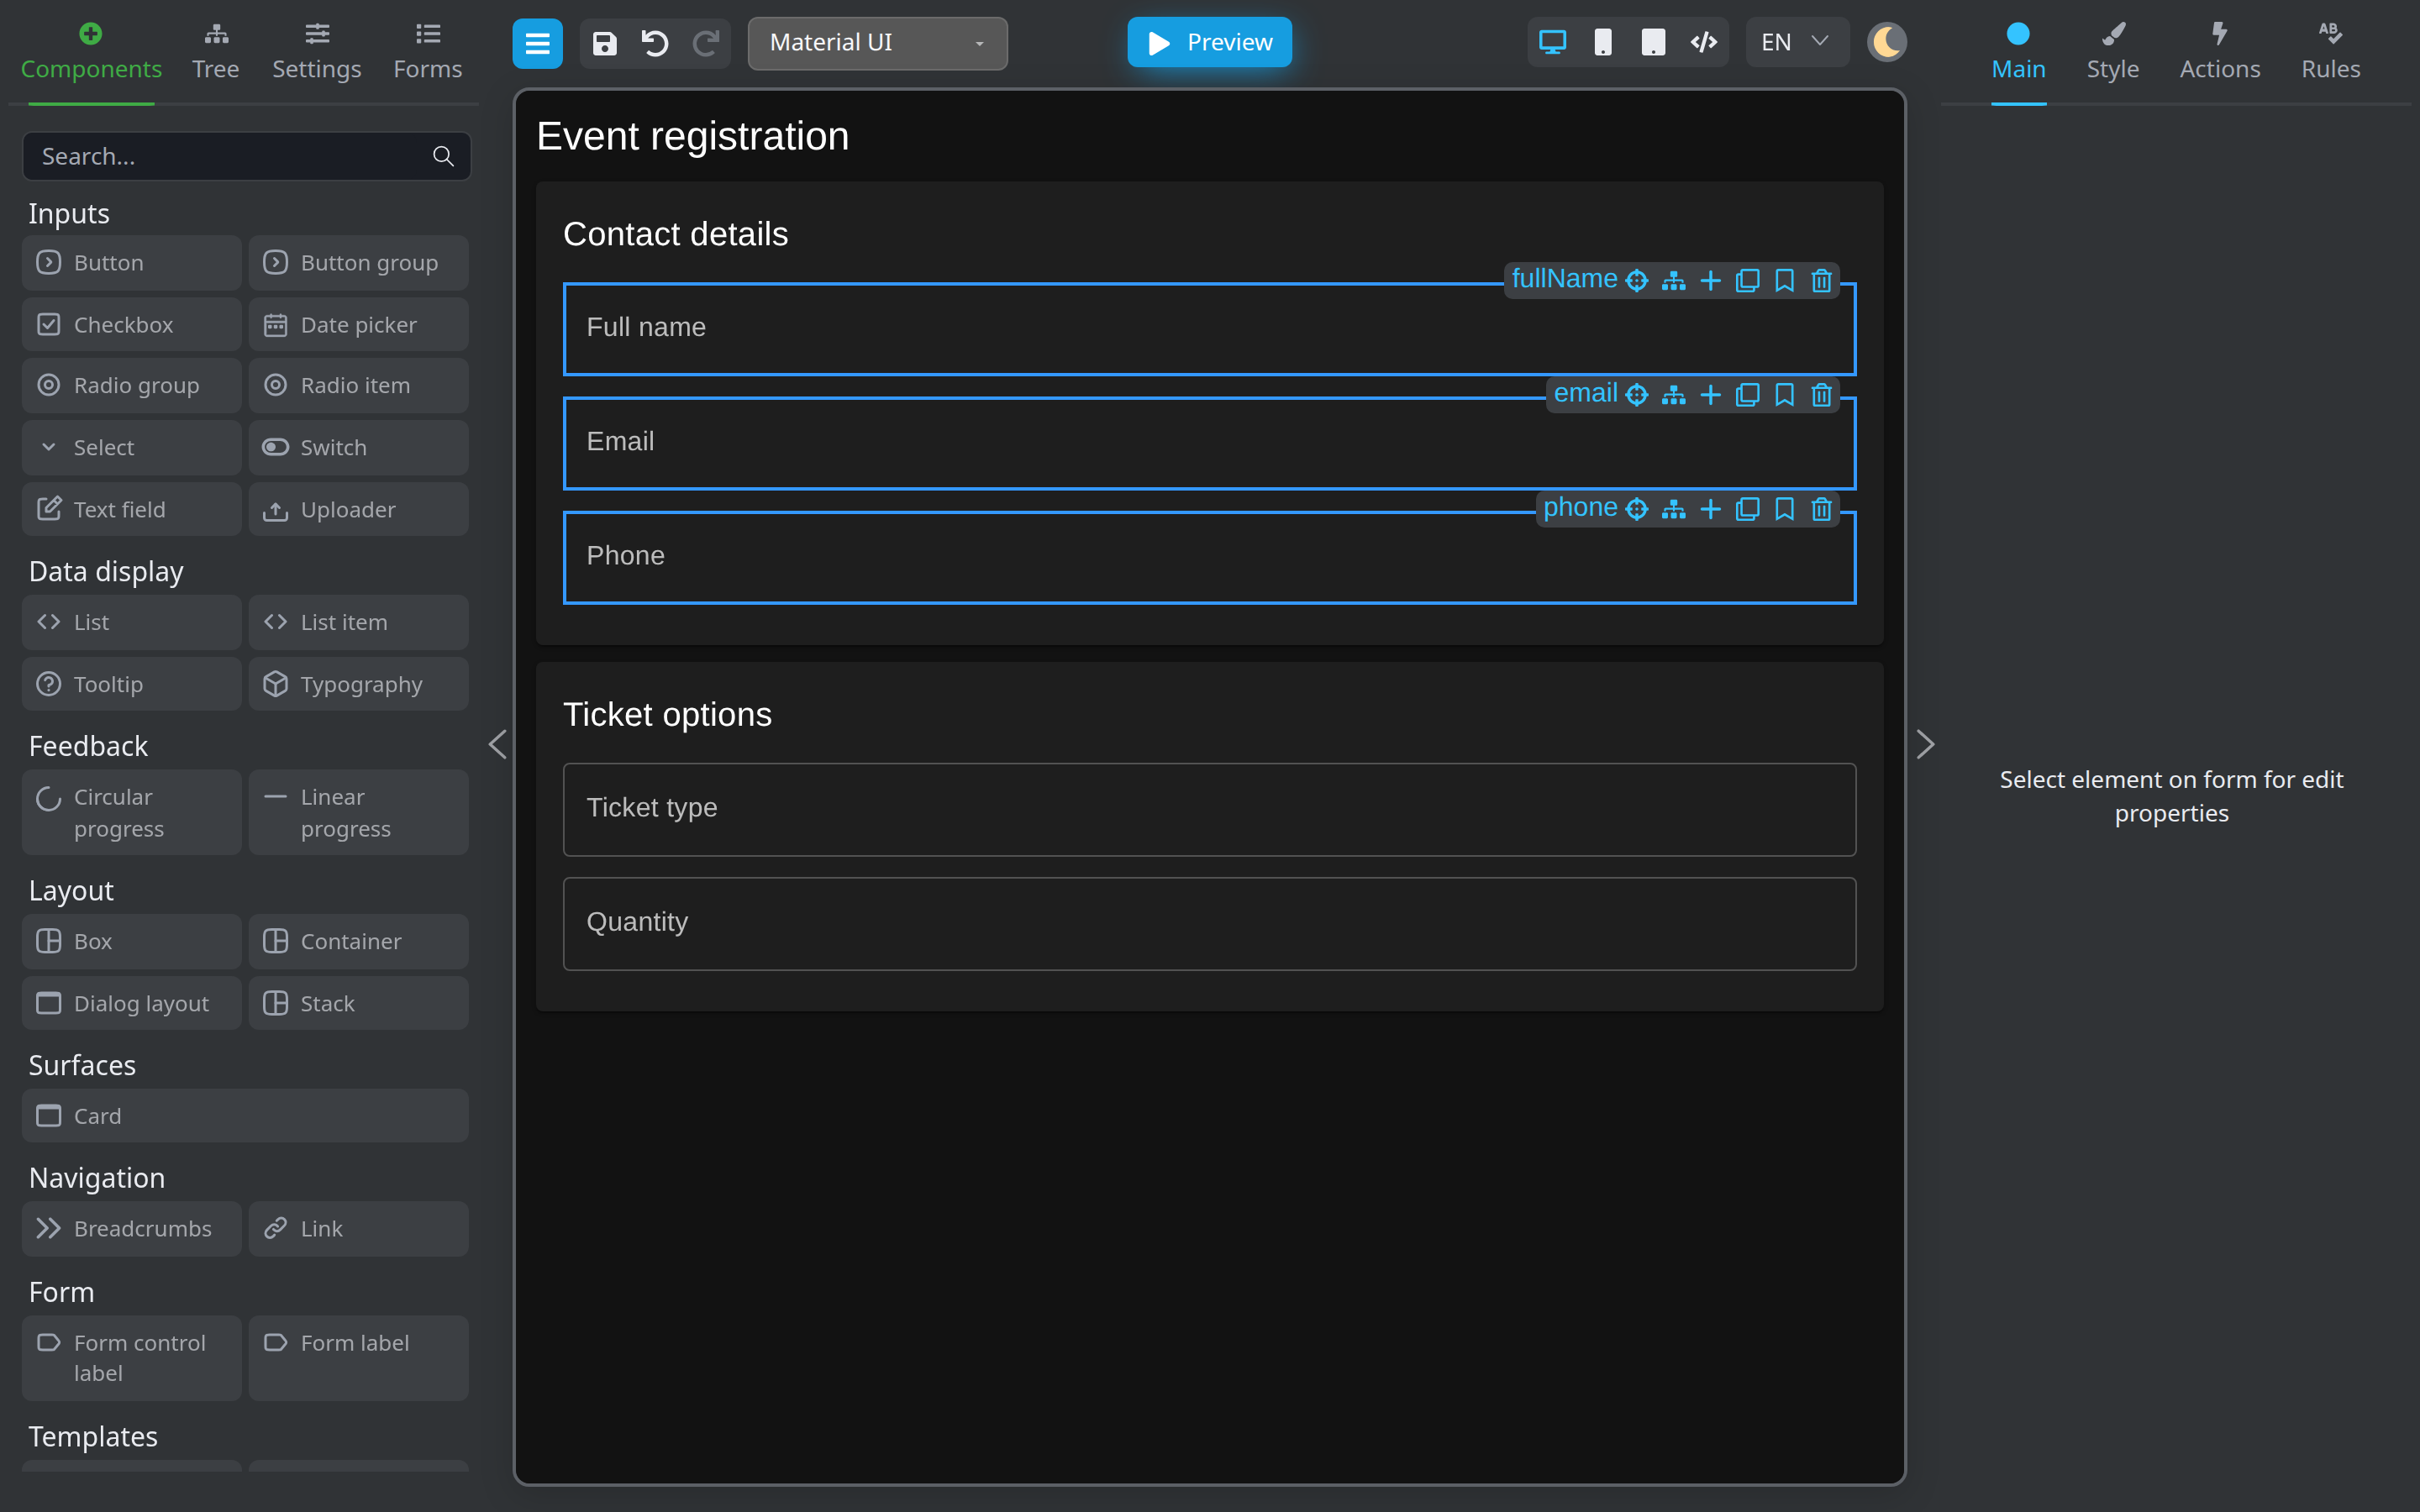 Components
Tree
Settings
Forms
Material UI
Preview
EN
Main
Style
Actions
AB
Rules
Search...
Inputs
Button
Button group
Checkbox
Date picker
Radio group
Radio item
Select
Switch
Text field
Uploader
Data display
List
List item
Tooltip
Typography
Feedback
Circular
progress
Linear
progress
Layout
Box
Container
Dialog layout
Stack
Surfaces
Card
Navigation
Breadcrumbs
Link
Form
Form control
label
Form label
Templates
Event registration
Contact details
fullName
Full name
email
Email
phone
Phone
Ticket options
Ticket type
Quantity
Select element on form for edit
properties